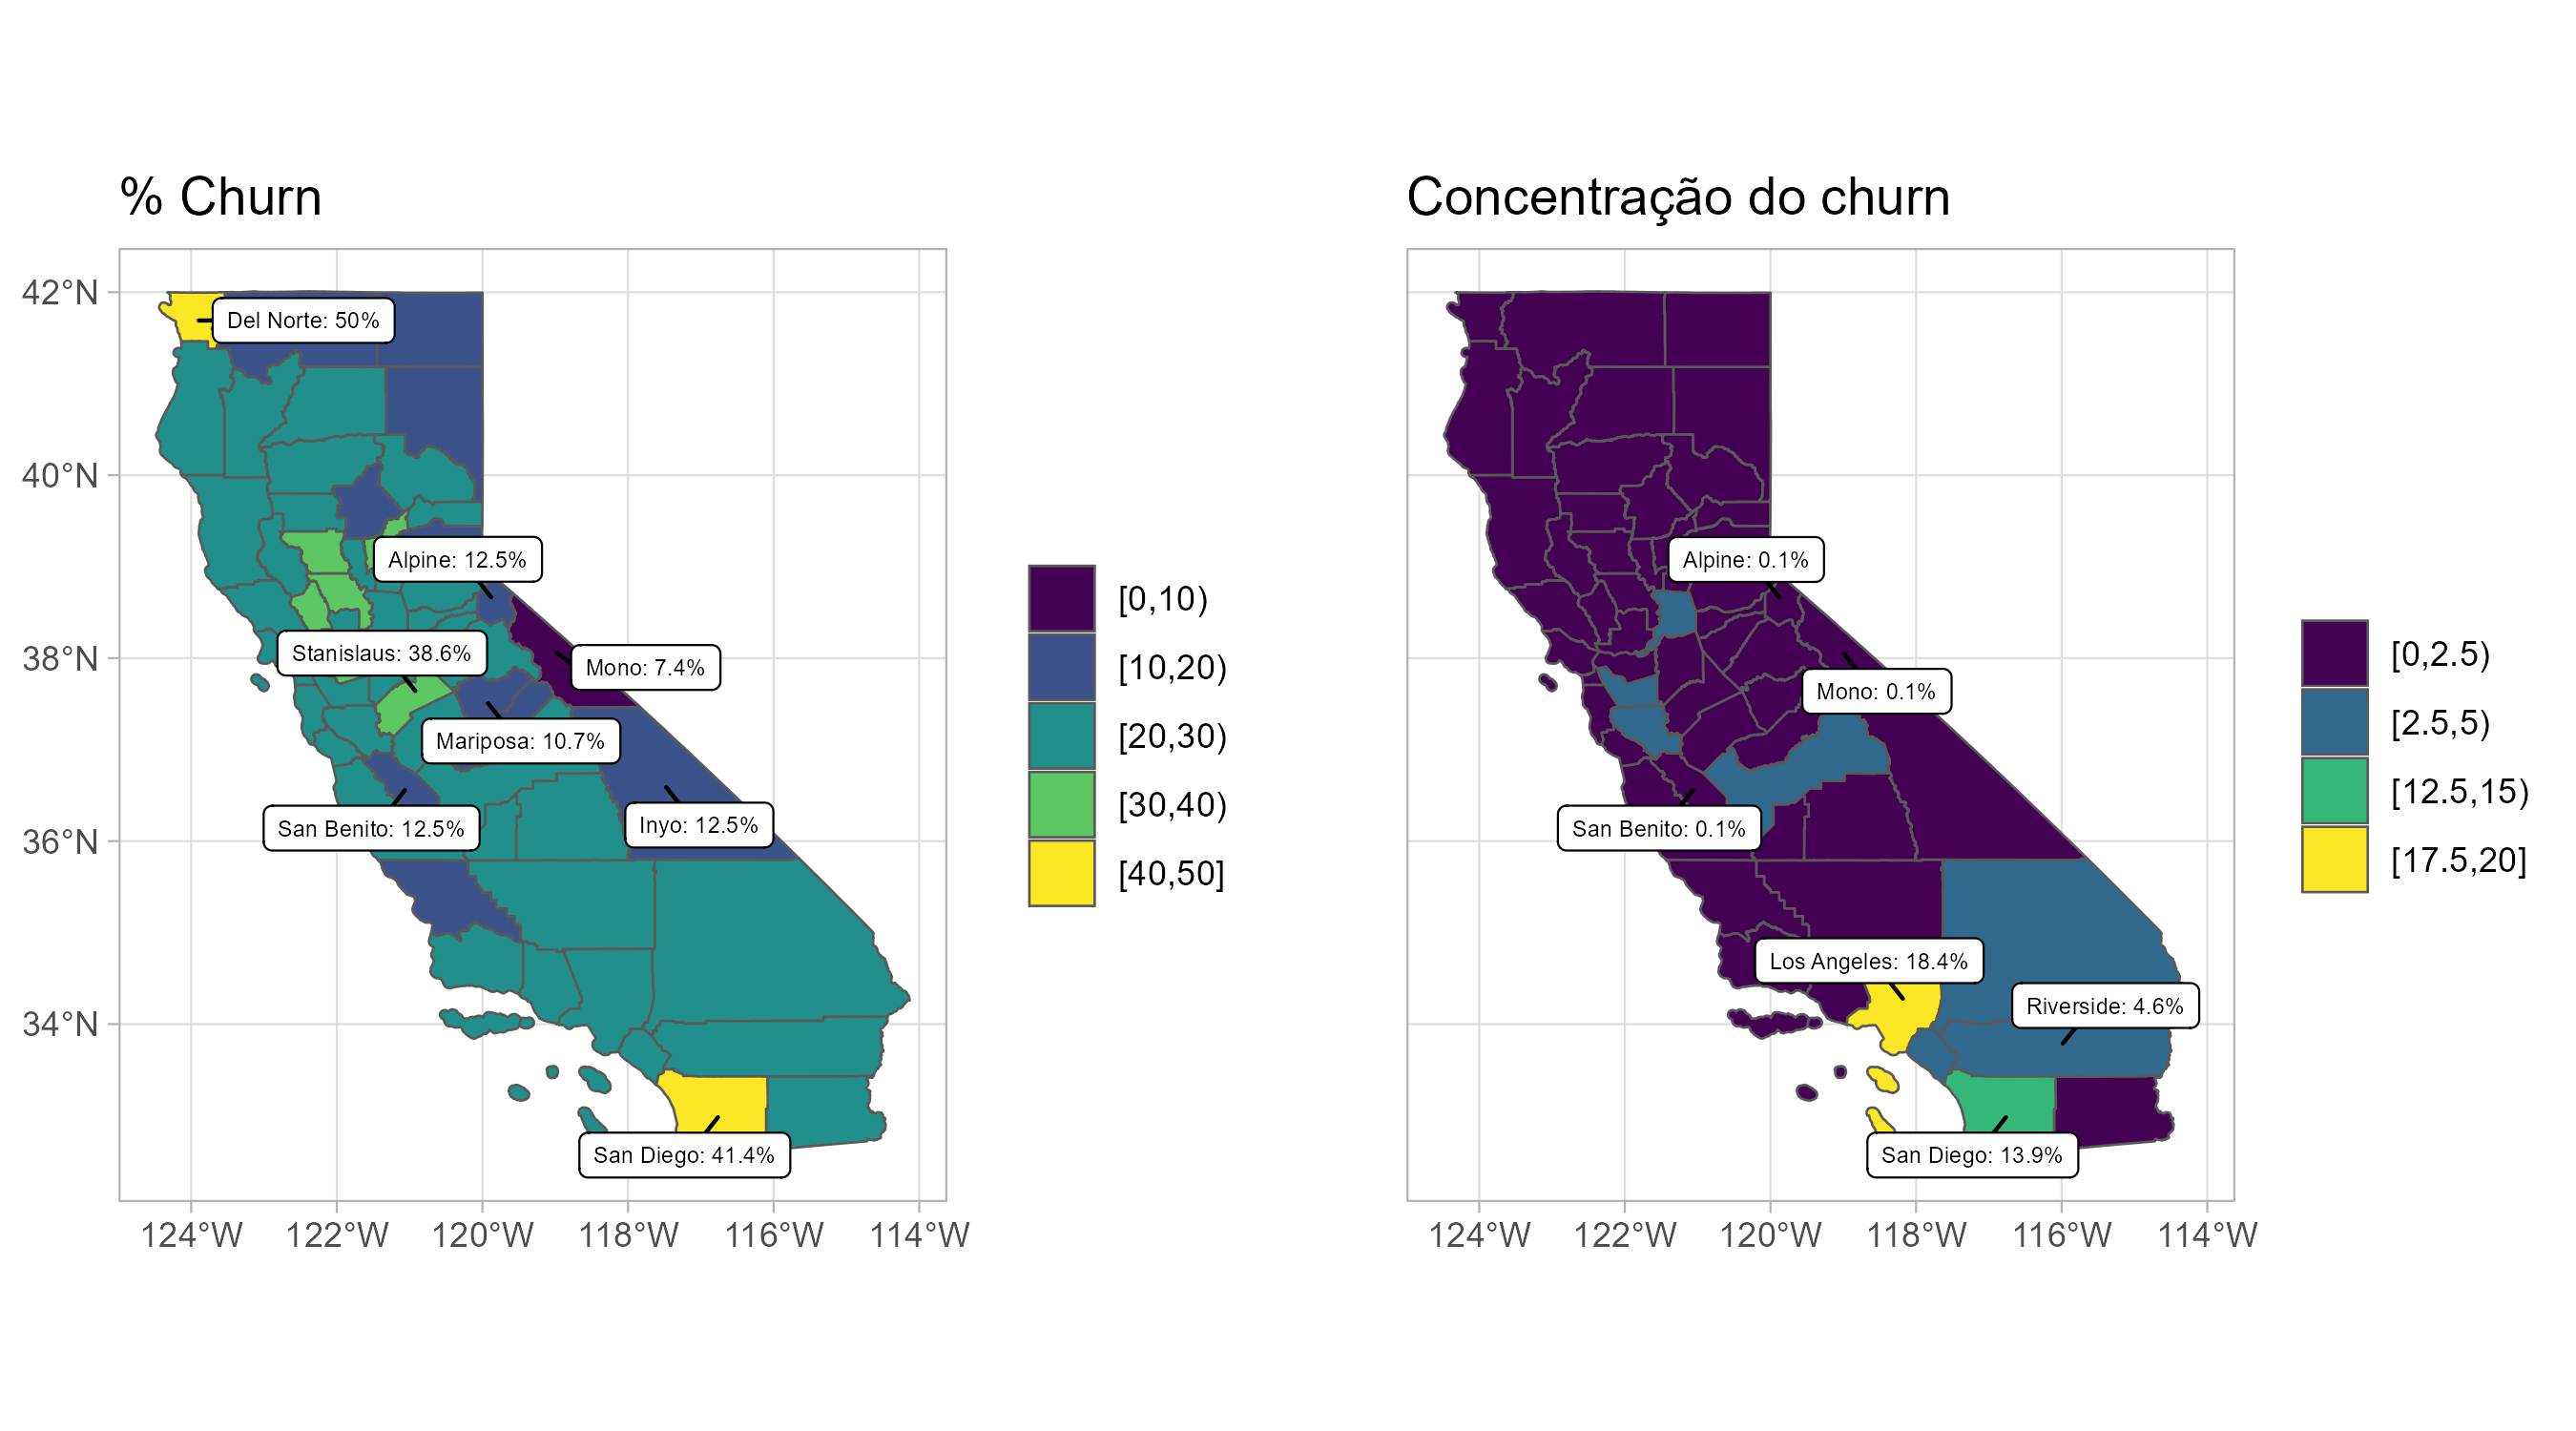 % Churn
42°N
40°N
38°N
36°N
34°N
124°W 122°W 120°W 118°W 116°W 114°W
Del Norte: 50%
Alpine: 12.5%
Stanislaus: 38.6%
Mono: 7.4%
Mariposa: 10.7%
San Benito: 12.5%
Inyo: 12.5%
San Diego: 41.4%
[0,10)
[10,20)
[20,30)
[30,40)
[40,50]
Concentração do churn
Alpine: 0.1%
Mono: 0.1%
San Benito: 0.1%
Los Angeles: 18.4%
Riverside: 4.6%
San Diego: 13.9%
124°W 122°W 120°W 118°W 116°W 114°W
[0,2.5)
[2.5,5)
[12.5,15)
[17.5,20]